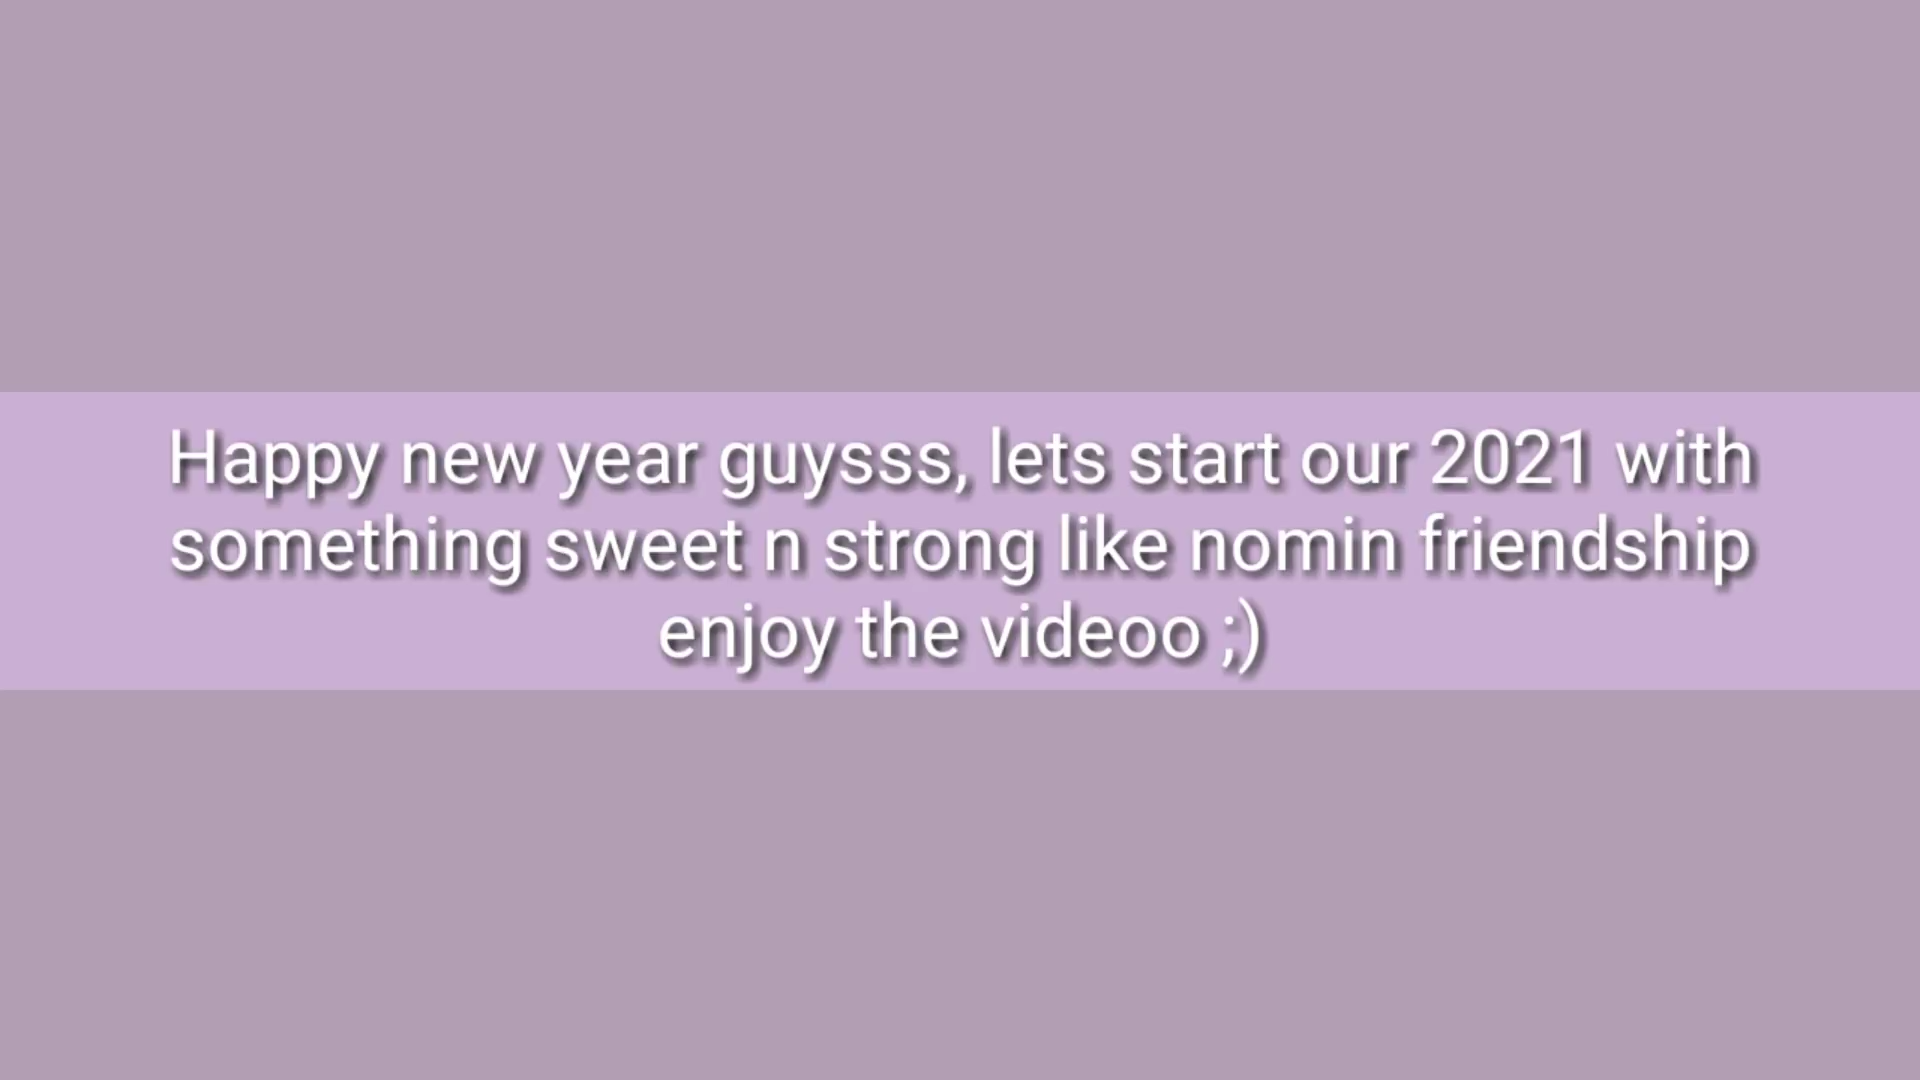 Happy new year guysss, lets start our 2021 with
something sweet n strong like nomin friendship
enjoy the videoo ;)